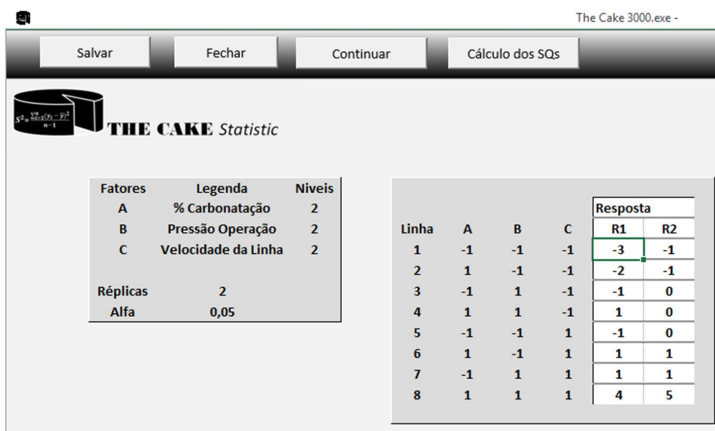 The Cake 3000.exe -
Salvar Fechar Continuar Cálculo dos SQs
THE CAKE Statistic
Fatores Legenda Níveis
A % Carbonatação 2
B Pressão Operação 2
C Velocidade da Linha 2
Réplicas 2
Alfa 0,05
Resposta
Linha A B C R1 R2
1 -1 -1 -1 -3 -1
2 1 -1 -1 -2 -1
3 -1 1 -1 -1 0
4 1 1 -1 1 0
5 -1 -1 1 -1 0
6 1 -1 1 1 1
7 -1 1 1 1 1
8 1 1 1 4 5